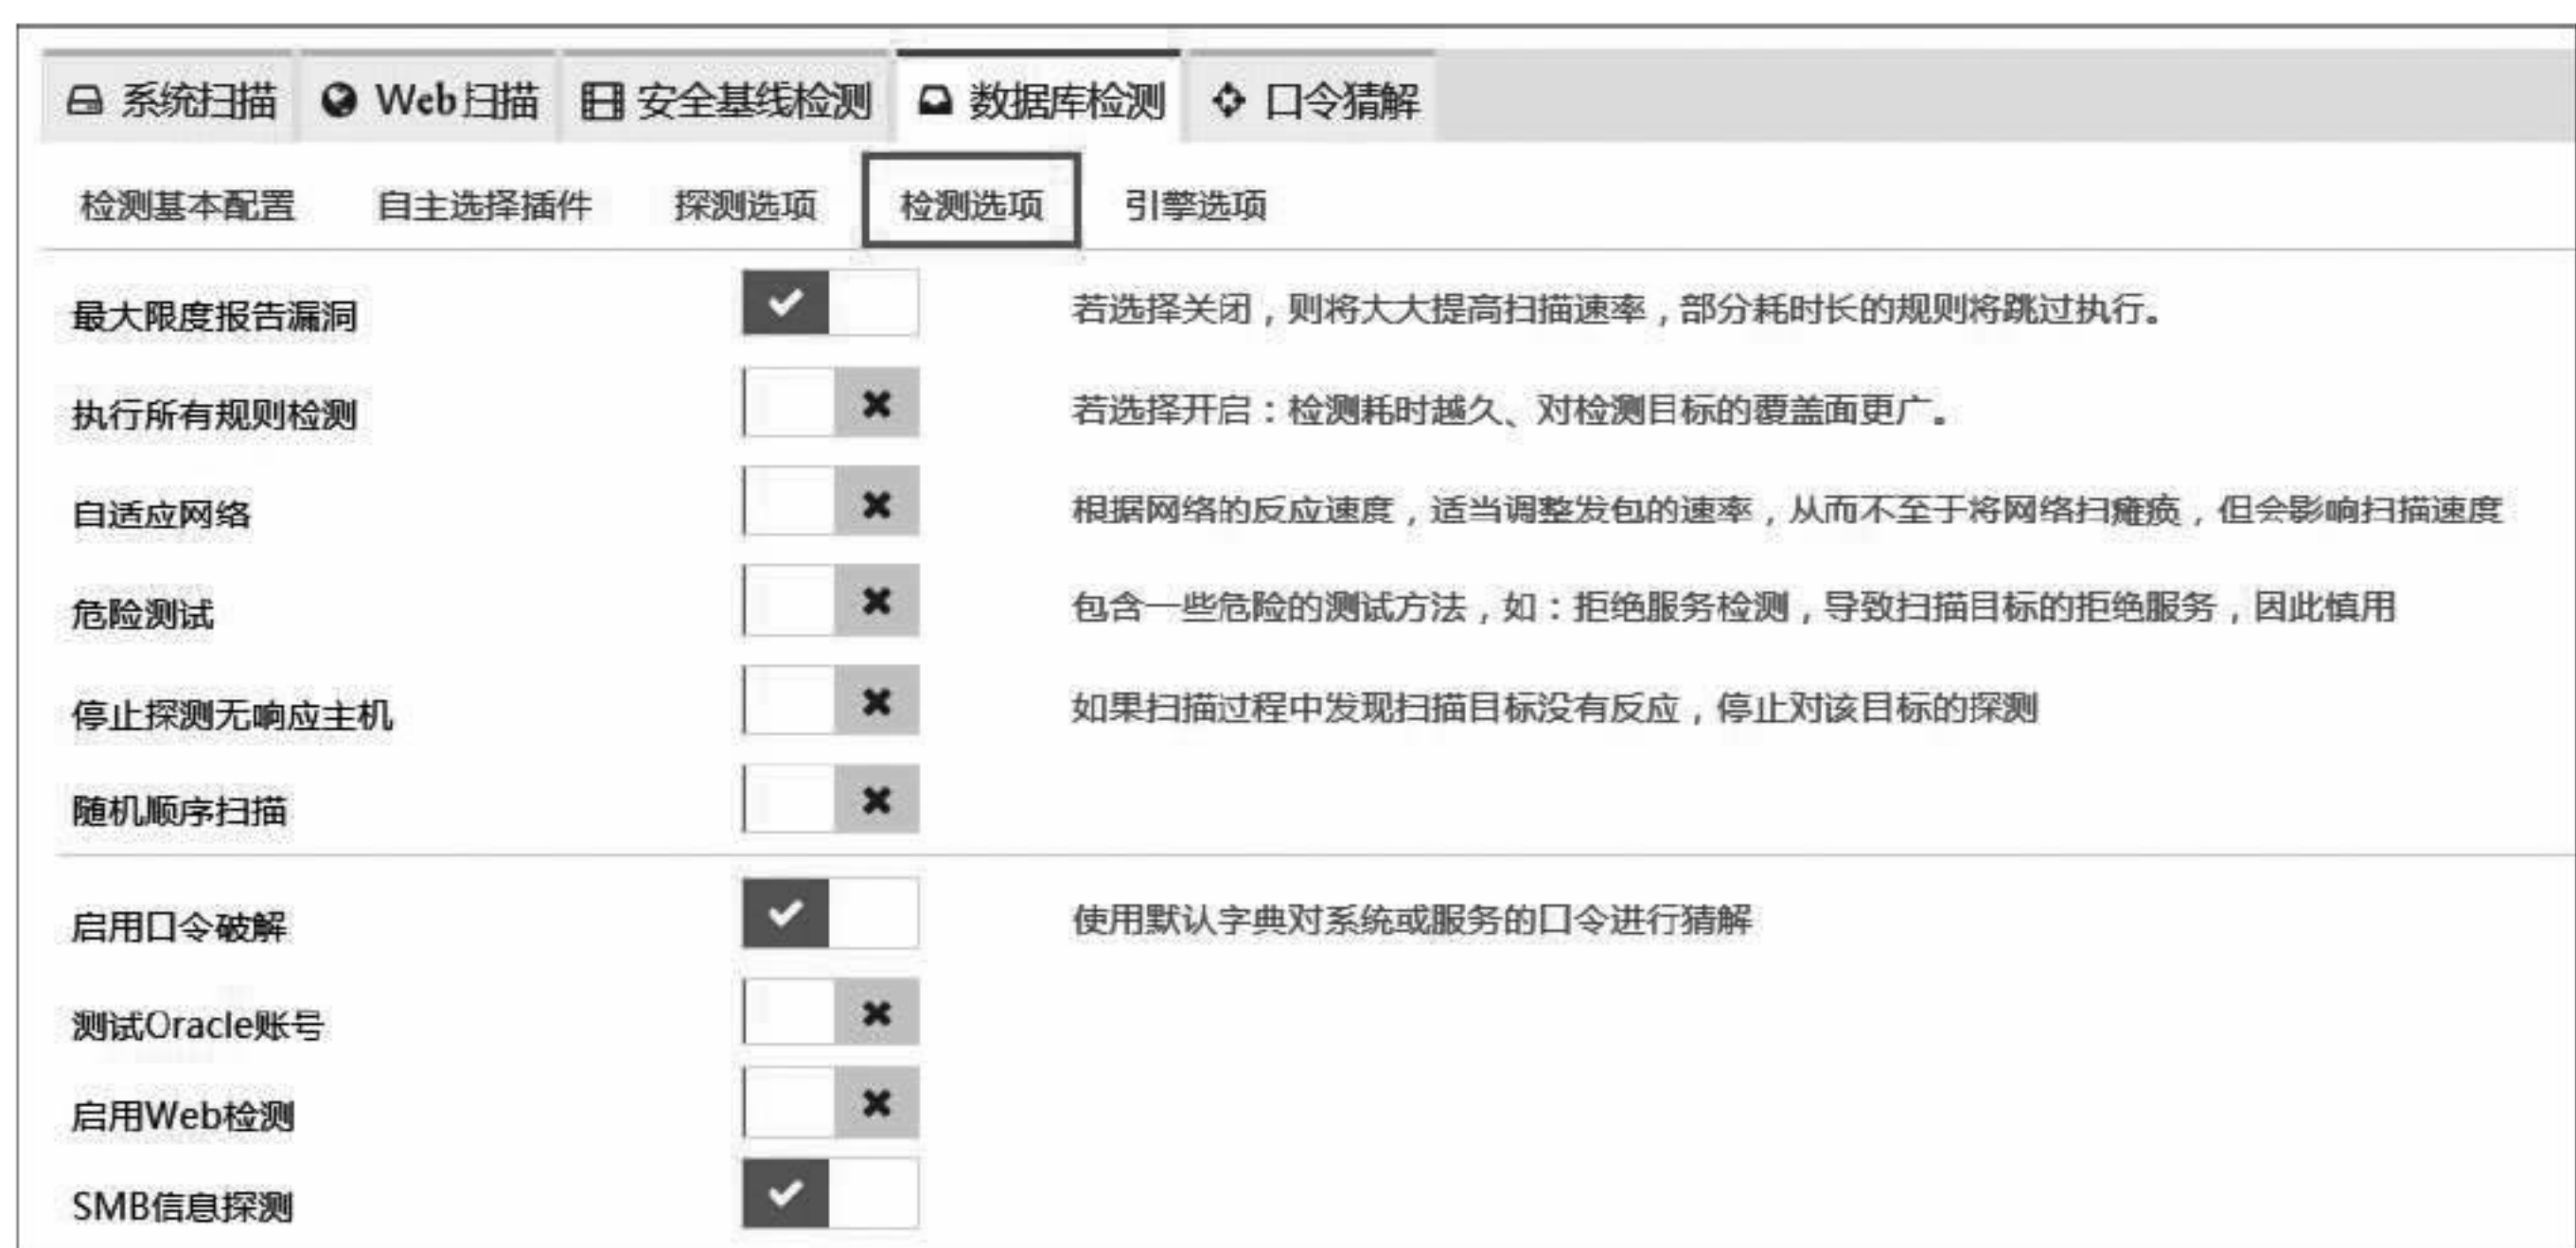 系统扫描 Web扫描 安全基线检测 数据库检测 口令猜解
检测基本配置 自主选择插件 探测选项 检测选项 引擎选项
最大限度报告漏洞 若选择关闭，则将大大提高扫描速率，部分耗时长的规则将跳过执行。
执行所有规则检测 若选择开启：检测耗时越久、对检测目标的覆盖面更广。
自适应网络 根据网络的反应速度，适当调整发包的速率，从而不至于将网络扫瘫痪，但会影响扫描速度
危险测试 包含一些危险的测试方法，如：拒绝服务检测，导致扫描目标的拒绝服务，因此慎用
停止探测无响应主机 如果扫描过程中发现扫描目标没有反应，停止对该目标的探测
随机顺序扫描
启用口令破解 使用默认字典对系统或服务的口令进行猜解
测试Oracle账号
启用Web检测
SMB信息探测